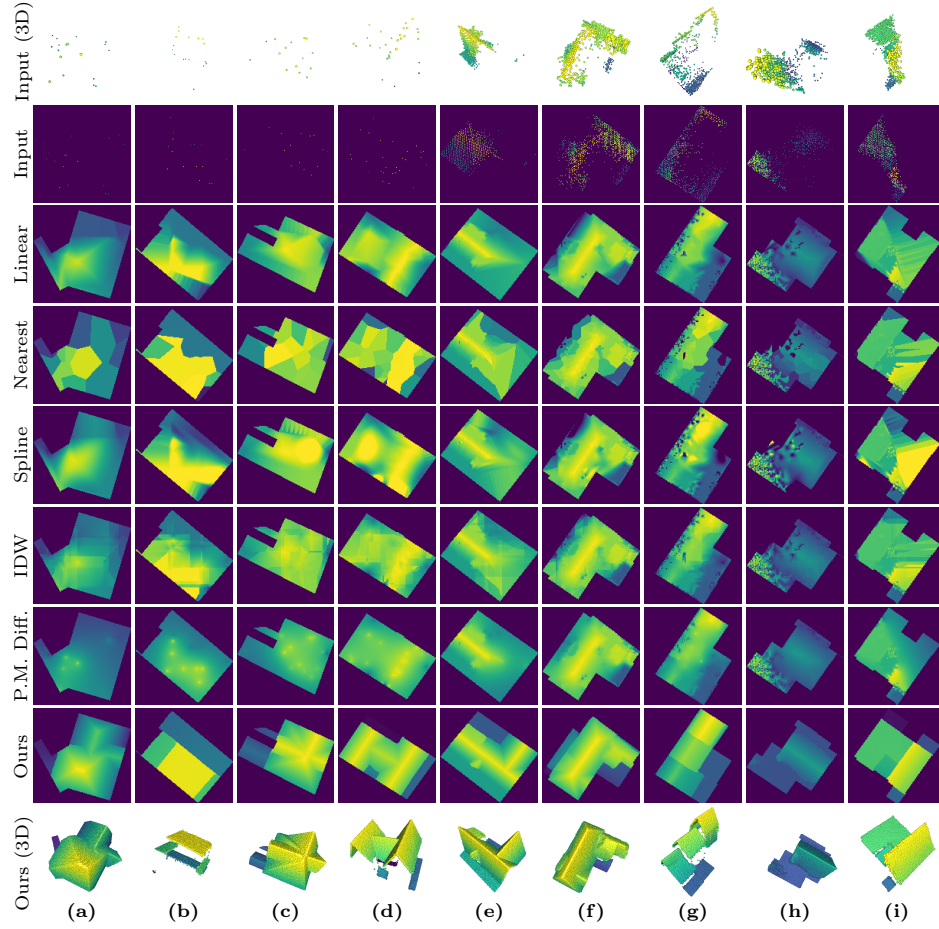 Input (3D)
Input
Linear
Nearest
Spline
IDW
P.M. Diff.
Ours
Ours (3D)
(a) (b) (c) (d) (e) (f) (g) (h) (i)